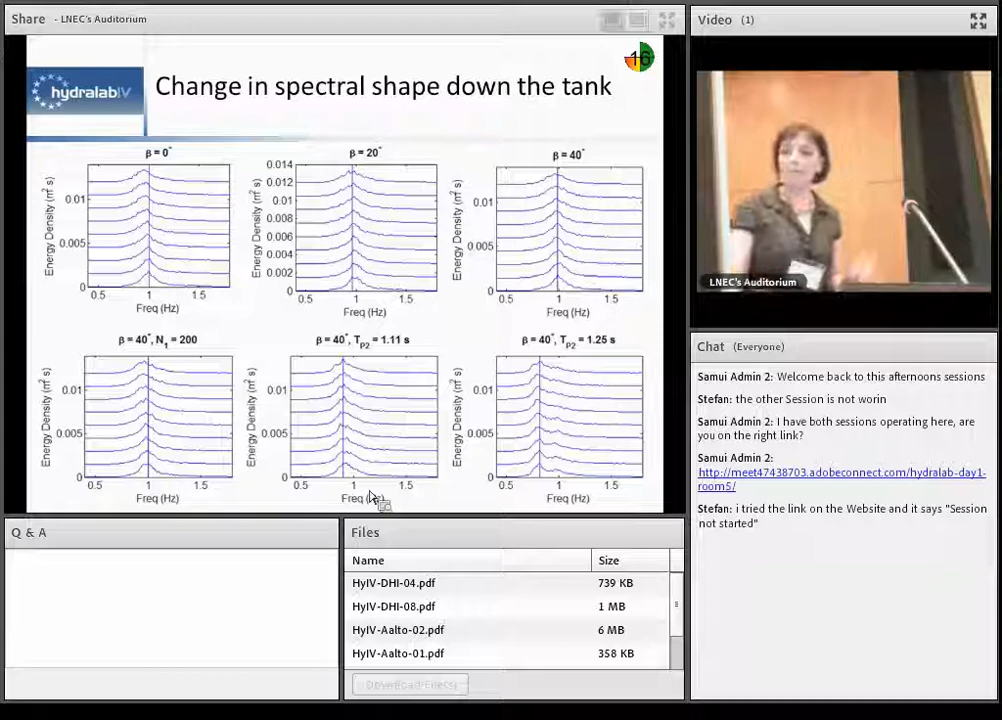 Share - LNEC's Auditorium
16
hydralabIV
Change in spectral shape down the tank
β = 0° β = 20° β = 40°
Energy Density (m² s)
0.01
0.005
0
0.5 1 1.5
Freq (Hz)
Energy Density (m² s)
0.014
0.012
0.01
0.008
0.006
0.004
0.002
0
0.5 1 1.5
Freq (Hz)
Energy Density (m² s)
0.01
0.005
0
0.5 1 1.5
Freq (Hz)
β = 40°, N₁ = 200
Energy Density (m² s)
0.01
0.005
0
0.5 1 1.5
Freq (Hz)
β = 40°, Tp2 = 1.11 s
Energy Density (m² s)
0.01
0.005
0
0.5 1 1.5
Freq (Hz)
β = 40°, Tp2 = 1.25 s
Energy Density (m² s)
0.01
0.005
0
0.5 1 1.5
Freq (Hz)
Video (1)
LNEC's Auditorium
Chat (Everyone)
Samui Admin 2: Welcome back to this afternoons sessions
Stefan: the other Session is not worin
Samui Admin 2: I have both sessions operating here, are
you on the right link?
Samui Admin 2:
http://meet47438703.adobeconnect.com/hydralab-day1-
room5/
Stefan: i tried the link on the Website and it says "Session
not started"
Q & A
Files
Name Size
HyIV-DHI-04.pdf 739 KB
HyIV-DHI-08.pdf 1 MB
HyIV-Aalto-02.pdf 6 MB
HyIV-Aalto-01.pdf 358 KB
Download File(s)